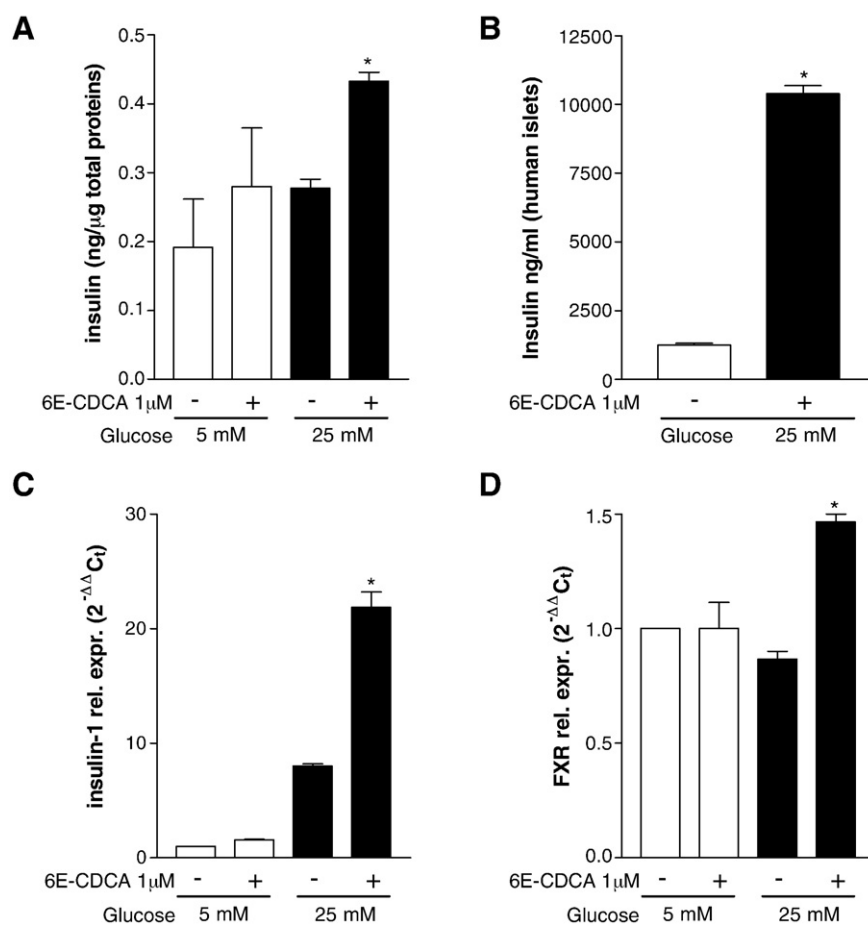 A
insulin (ng/μg total proteins)
0.5
0.4
0.3
0.2
0.1
0.0
*
6E-CDCA 1μM - + - +
Glucose 5 mM 25 mM
B
Insulin ng/ml (human islets)
12500
10000
7500
5000
2500
0
*
6E-CDCA 1μM - +
Glucose 25 mM
C
insulin-1 rel. expr. (2^-ΔΔCt)
30
20
10
0
*
6E-CDCA 1μM - + - +
Glucose 5 mM 25 mM
D
FXR rel. expr. (2^-ΔΔCt)
1.5
1.0
0.5
0.0
*
6E-CDCA 1μM - + - +
Glucose 5 mM 25 mM